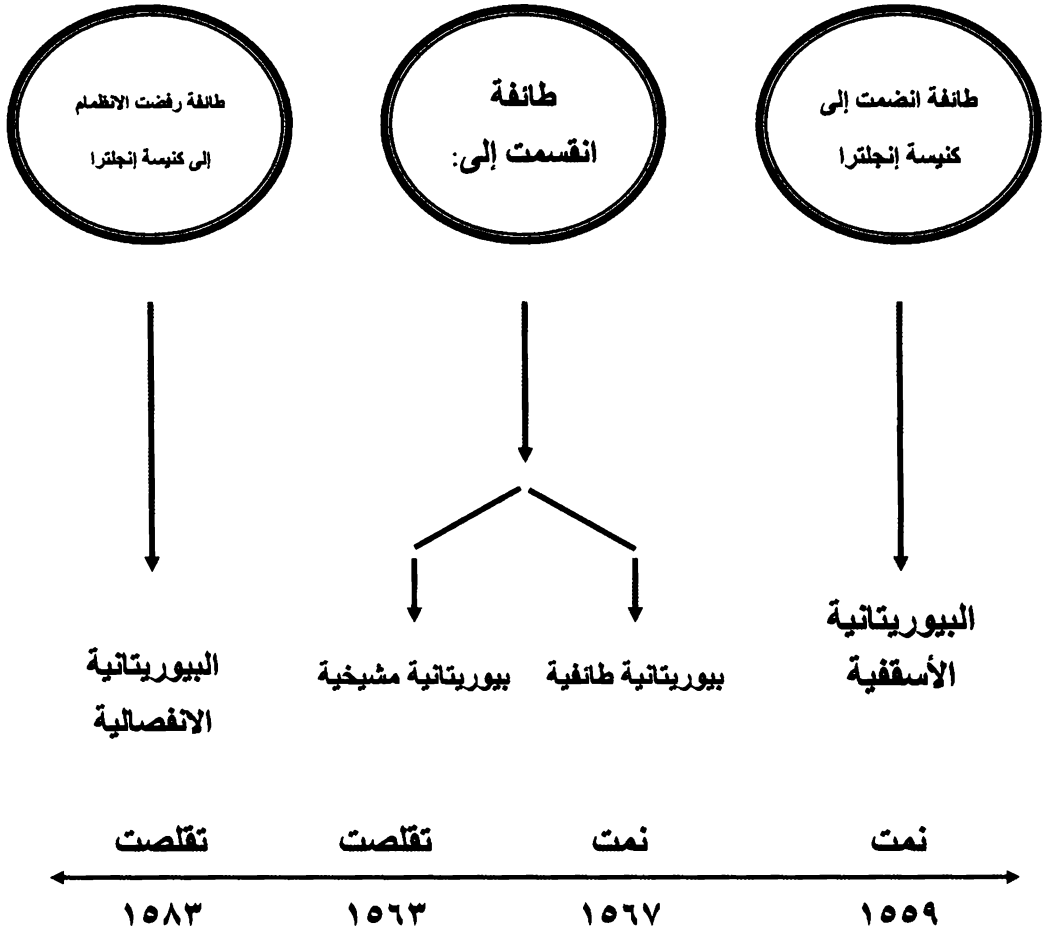 طائفة انضمت إلى
كنيسة إنجلترا
طائفة
انقسمت إلى:
طائفة رفضت الانظمام
إلى كنيسة إنجلترا
البيوريتانية
الأسقفية
بيوريتانية طائفية
بيوريتانية مشيخية
البيوريتانية
الانفصالية
نمت
نمت
تقلصت
تقلصت
١٥٥٩
١٥٦٧
١٥٦٣
١٥٨٣